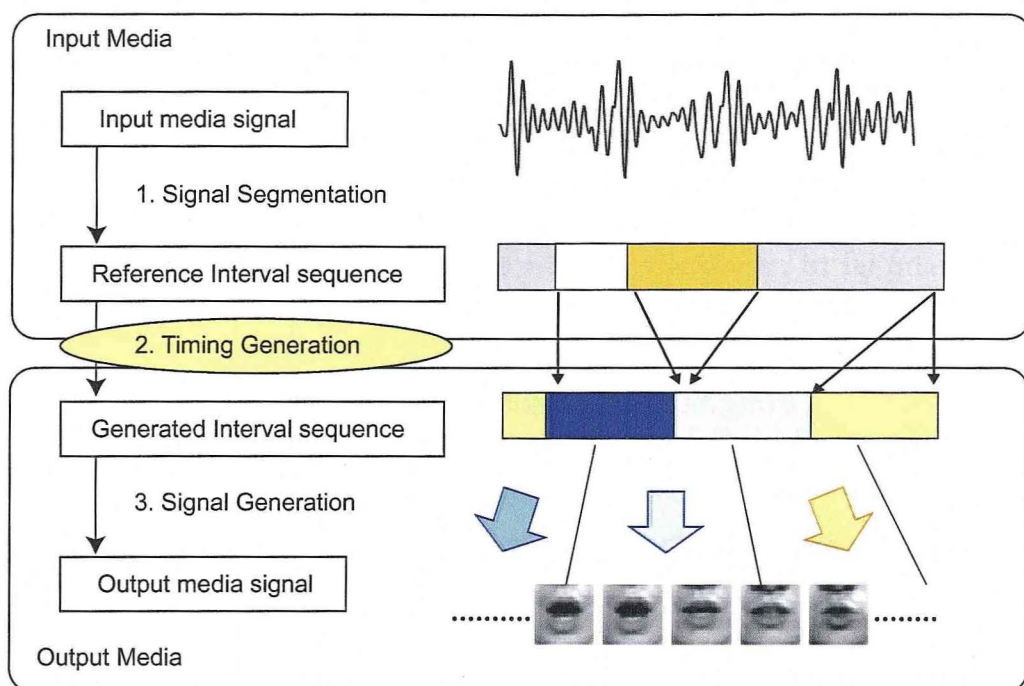 Input Media
Input media signal
1. Signal Segmentation
Reference Interval sequence
2. Timing Generation
Generated Interval sequence
3. Signal Generation
Output media signal
Output Media